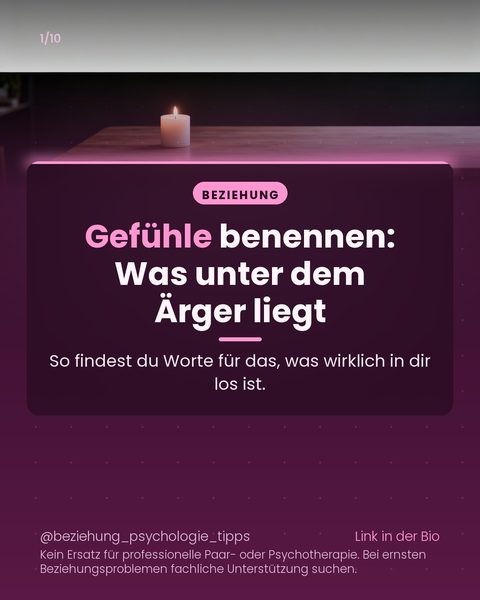 1/10
BEZIEHUNG
Gefühle benennen:
Was unter dem
Ärger liegt
So findest du Worte für das, was wirklich in dir
los ist.
@beziehung_psychologie_tipps
Link in der Bio
Kein Ersatz für professionelle Paar- oder Psychotherapie. Bei ernsten
Beziehungsproblemen fachliche Unterstützung suchen.